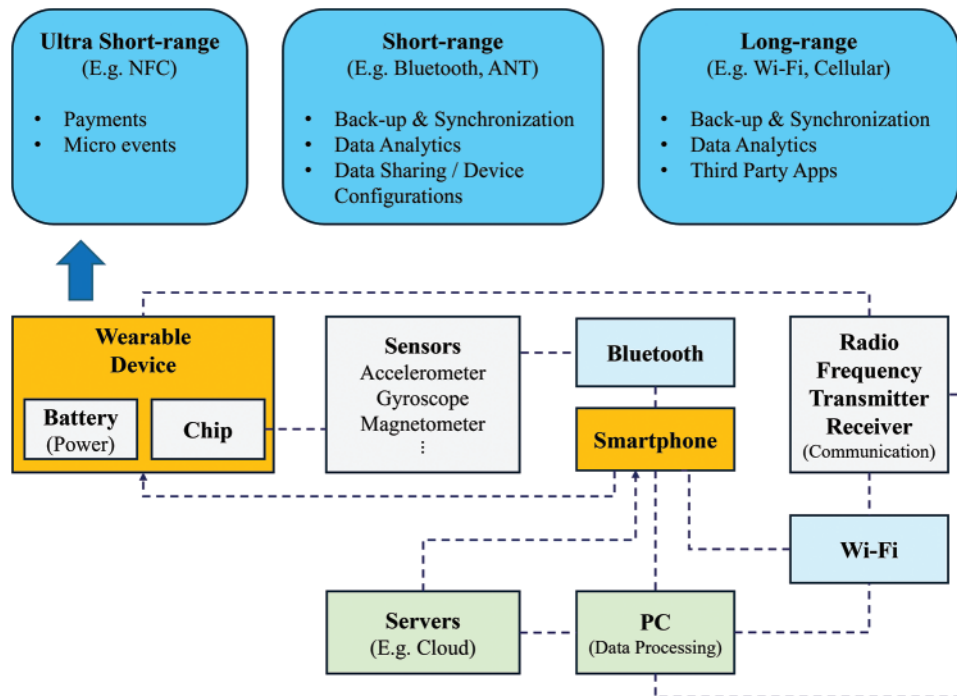 Ultra Short-range
(E.g. NFC)
• Payments
• Micro events
Short-range
(E.g. Bluetooth, ANT)
• Back-up & Synchronization
• Data Analytics
• Data Sharing / Device
Configurations
Long-range
(E.g. Wi-Fi, Cellular)
• Back-up & Synchronization
• Data Analytics
• Third Party Apps
Wearable
Device
Battery
(Power)
Chip
Sensors
Accelerometer
Gyroscope
Magnetometer
⋮
Bluetooth
Smartphone
Radio
Frequency
Transmitter
Receiver
(Communication)
Wi-Fi
Servers
(E.g. Cloud)
PC
(Data Processing)